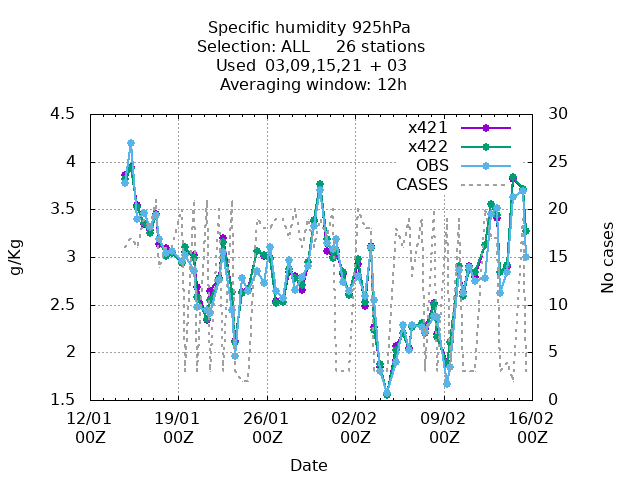 Specific humidity 925hPa
Selection: ALL 26 stations
Used 03,09,15,21 + 03
Averaging window: 12h
4.5 30
x421
x422
4 25
OBS
CASES
3.5 20
g/Kg
3 15
No cases
2.5 10
2 5
1.5 0
12/01 19/01 26/01 02/02 09/02 16/02
00Z 00Z 00Z 00Z 00Z 00Z
Date